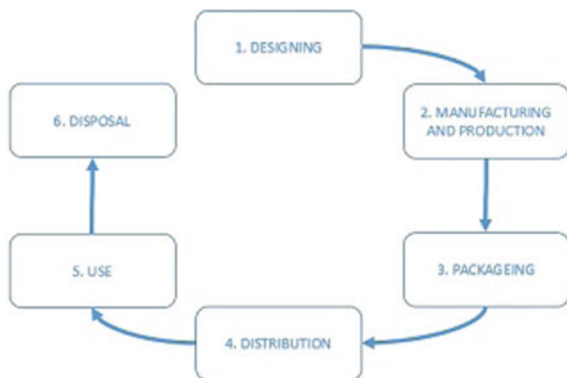 1. DESIGNING
2. MANUFACTURING
AND PRODUCTION
3. PACKAGEING
4. DISTRIBUTION
5. USE
6. DISPOSAL